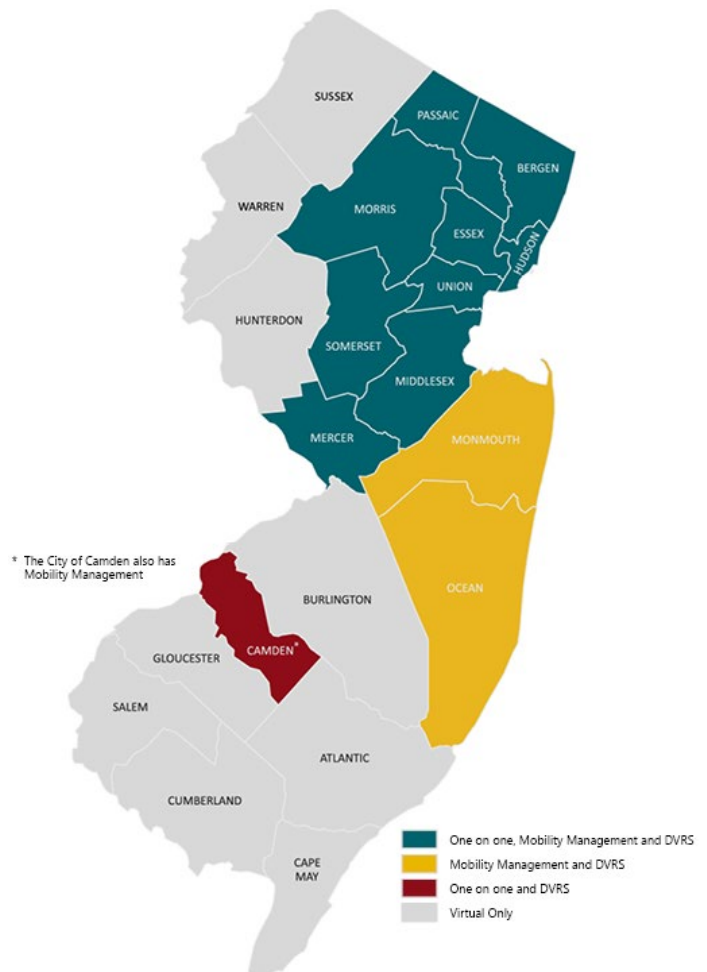 SUSSEX
PASSAIC
BERGEN
WARREN
MORRIS
ESSEX
HUDSON
UNION
HUNTERDON
SOMERSET
MIDDLESEX
MERCER
MONMOUTH
* The City of Camden also has
Mobility Management
OCEAN
BURLINGTON
CAMDEN*
GLOUCESTER
SALEM
ATLANTIC
CUMBERLAND
CAPE
MAY
One on one, Mobility Management and DVRS
Mobility Management and DVRS
One on one and DVRS
Virtual Only